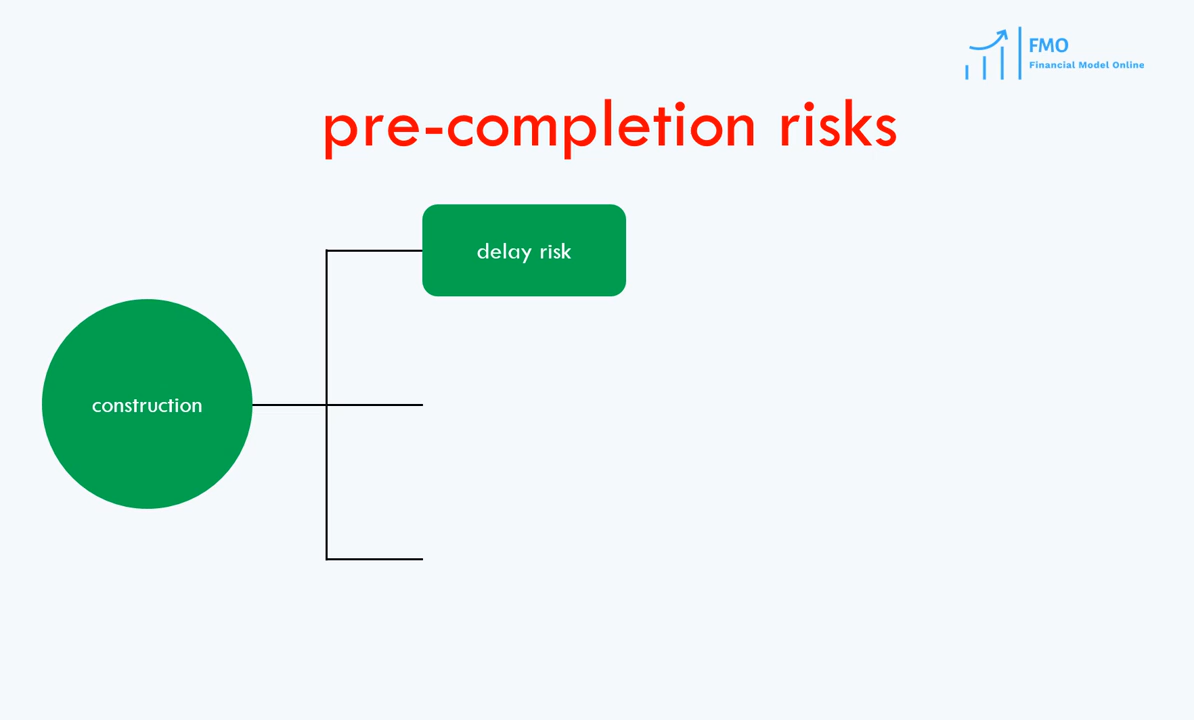 FMO
Financial Model Online
pre-completion risks
delay risk
construction